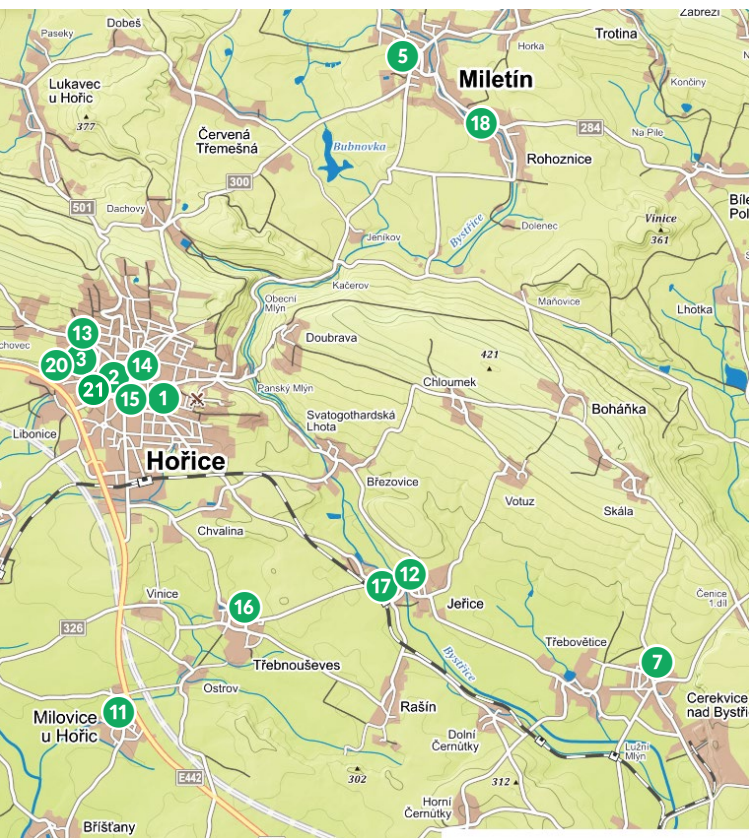 Zábřezí
Dobeš
Paseky
Trotina
Horka
5
Miletín
Lukavec
u Hořic
377
Končiny
18
284
Na Pile
Červená
Třemešná
Bubnovka
Rohoznice
300
501
Dachovy
Bystřice
Dolenec
Vinice
361
Jeníkov
Kačerov
Obecní
Mlýn
Maňovice
Lhotka
13
Doubrava
20
3
14
421
2
21
15
1
Panský Mlýn
Chloumek
Boháňka
Libonice
Svatogothardská
Lhota
Hořice
Březovice
Votuz
Skála
Chvalina
12
17
Vinice
16
Jeřice
Čenice
1.díl
326
Třebovětice
7
Třebnouševes
Bystřice
Ostrov
Rašín
Cerekvice
nad Bystři
Milovice
u Hořic
11
Dolní
Černůtky
Lužní
Mlýn
E442
302
312
Horní
Černůtky
Bříšťany